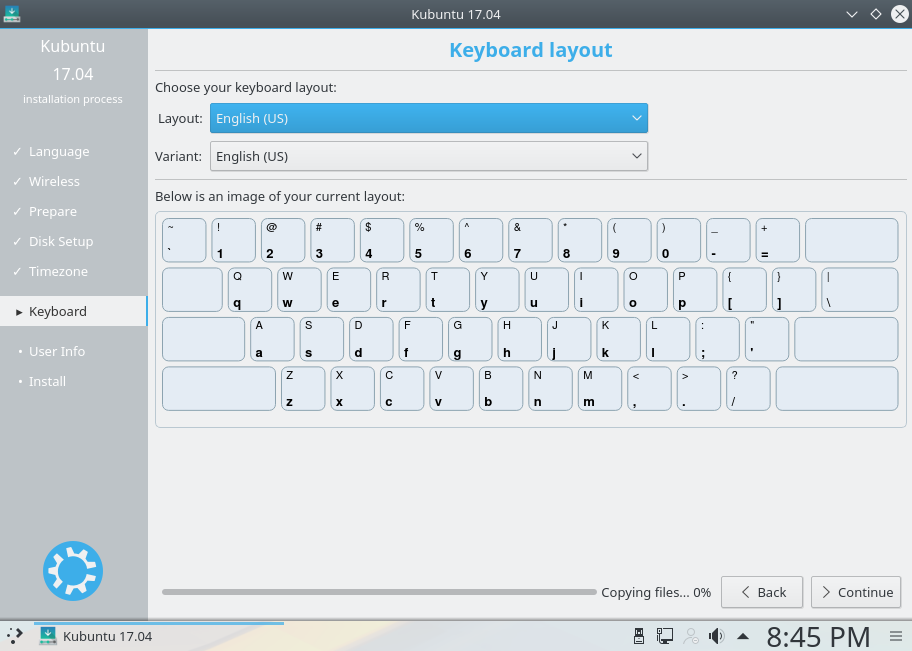 Kubuntu 17.04
Kubuntu
17.04
installation process
✓ Language
✓ Wireless
✓ Prepare
✓ Disk Setup
✓ Timezone
▸ Keyboard
• User Info
• Install
Keyboard layout
Choose your keyboard layout:
Layout: English (US)
Variant: English (US)
Below is an image of your current layout:
~ ! @ # $ % ^ & * ( ) _ +
` 1 2 3 4 5 6 7 8 9 0 - =
Q W E R T Y U I O P { } |
q w e r t y u i o p [ ] \
A S D F G H J K L : "
a s d f g h j k l ; '
Z X C V B N M < > ?
z x c v b n m , . /
Copying files... 0% Back Continue
Kubuntu 17.04 8:45 PM